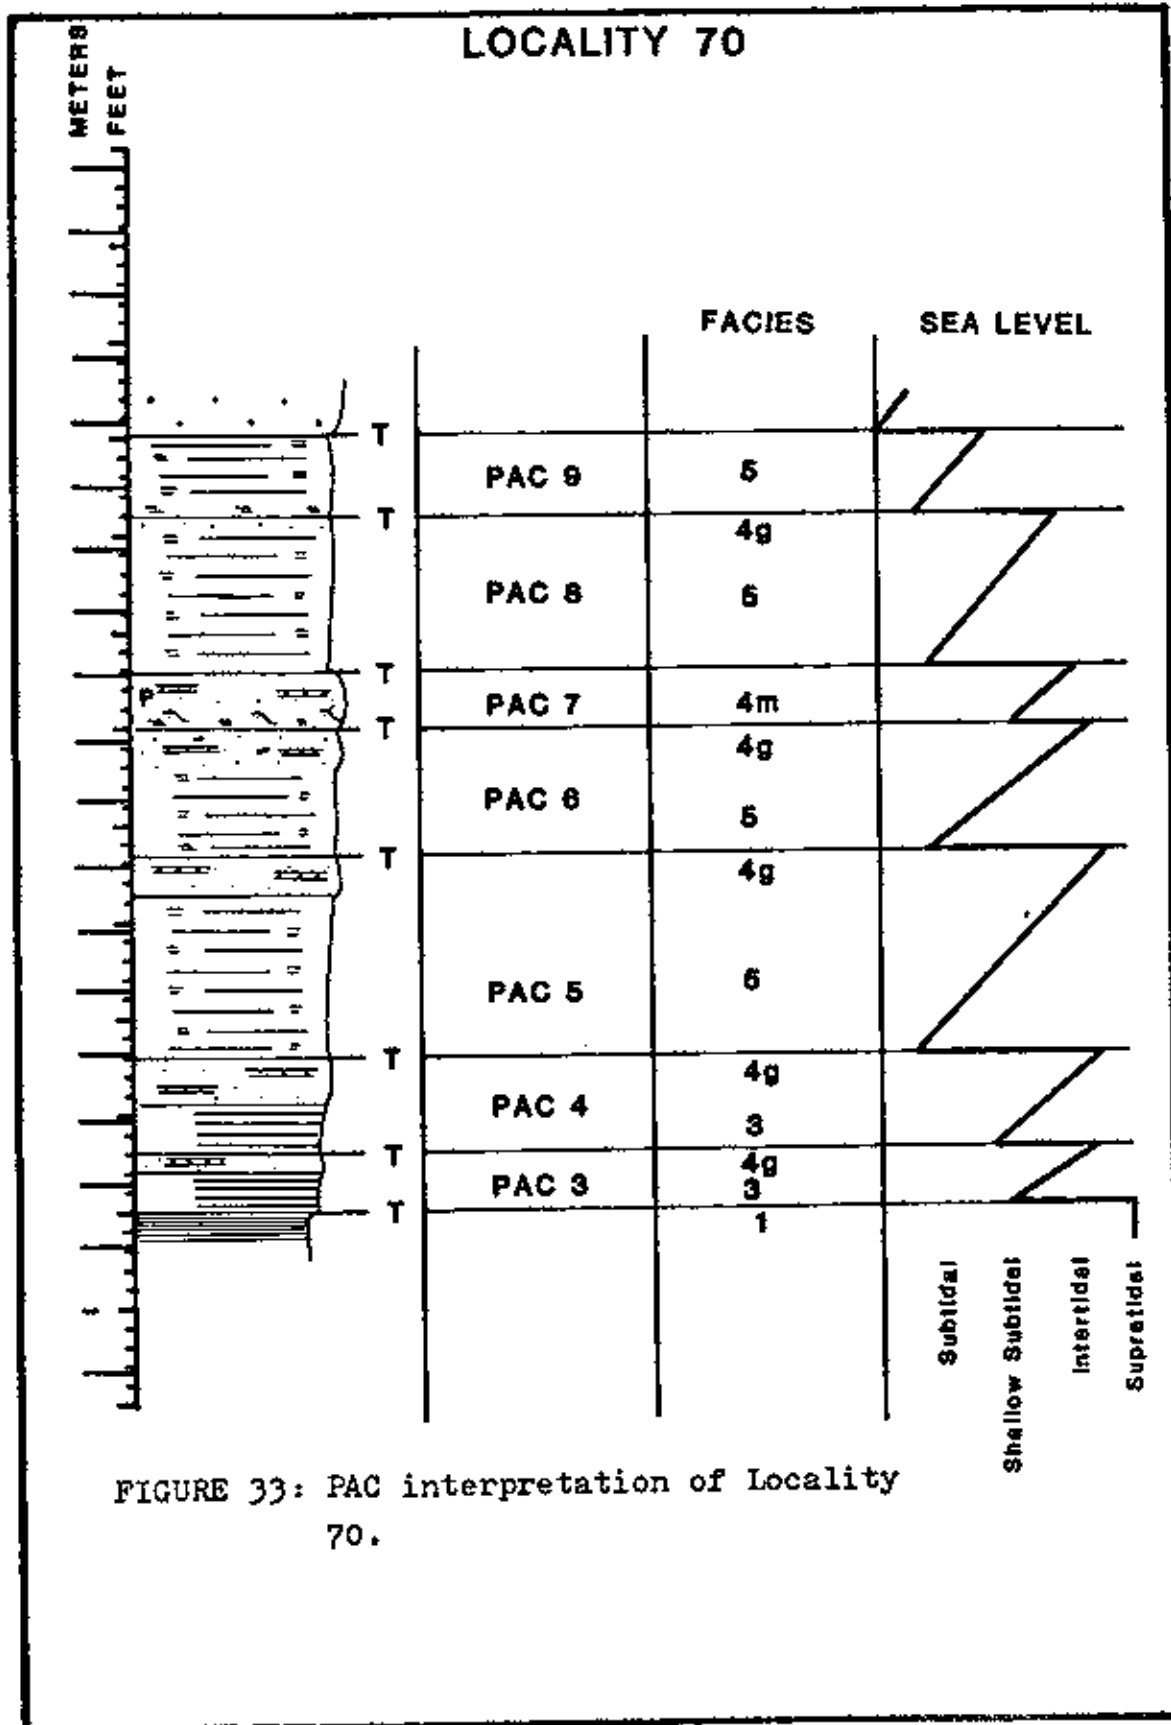 LOCALITY 70
METERS
FEET
FACIES SEA LEVEL
T
PAC 9 5
T
4g
PAC 8 5
T
p
PAC 7 4m
T
4g
PAC 6 5
T
4g
PAC 5 5
T
4g
PAC 4 3
T
4g
PAC 3 3
T
1
Subtidal
Shallow Subtidal
Intertidal
Supratidal
FIGURE 33: PAC interpretation of Locality
70.